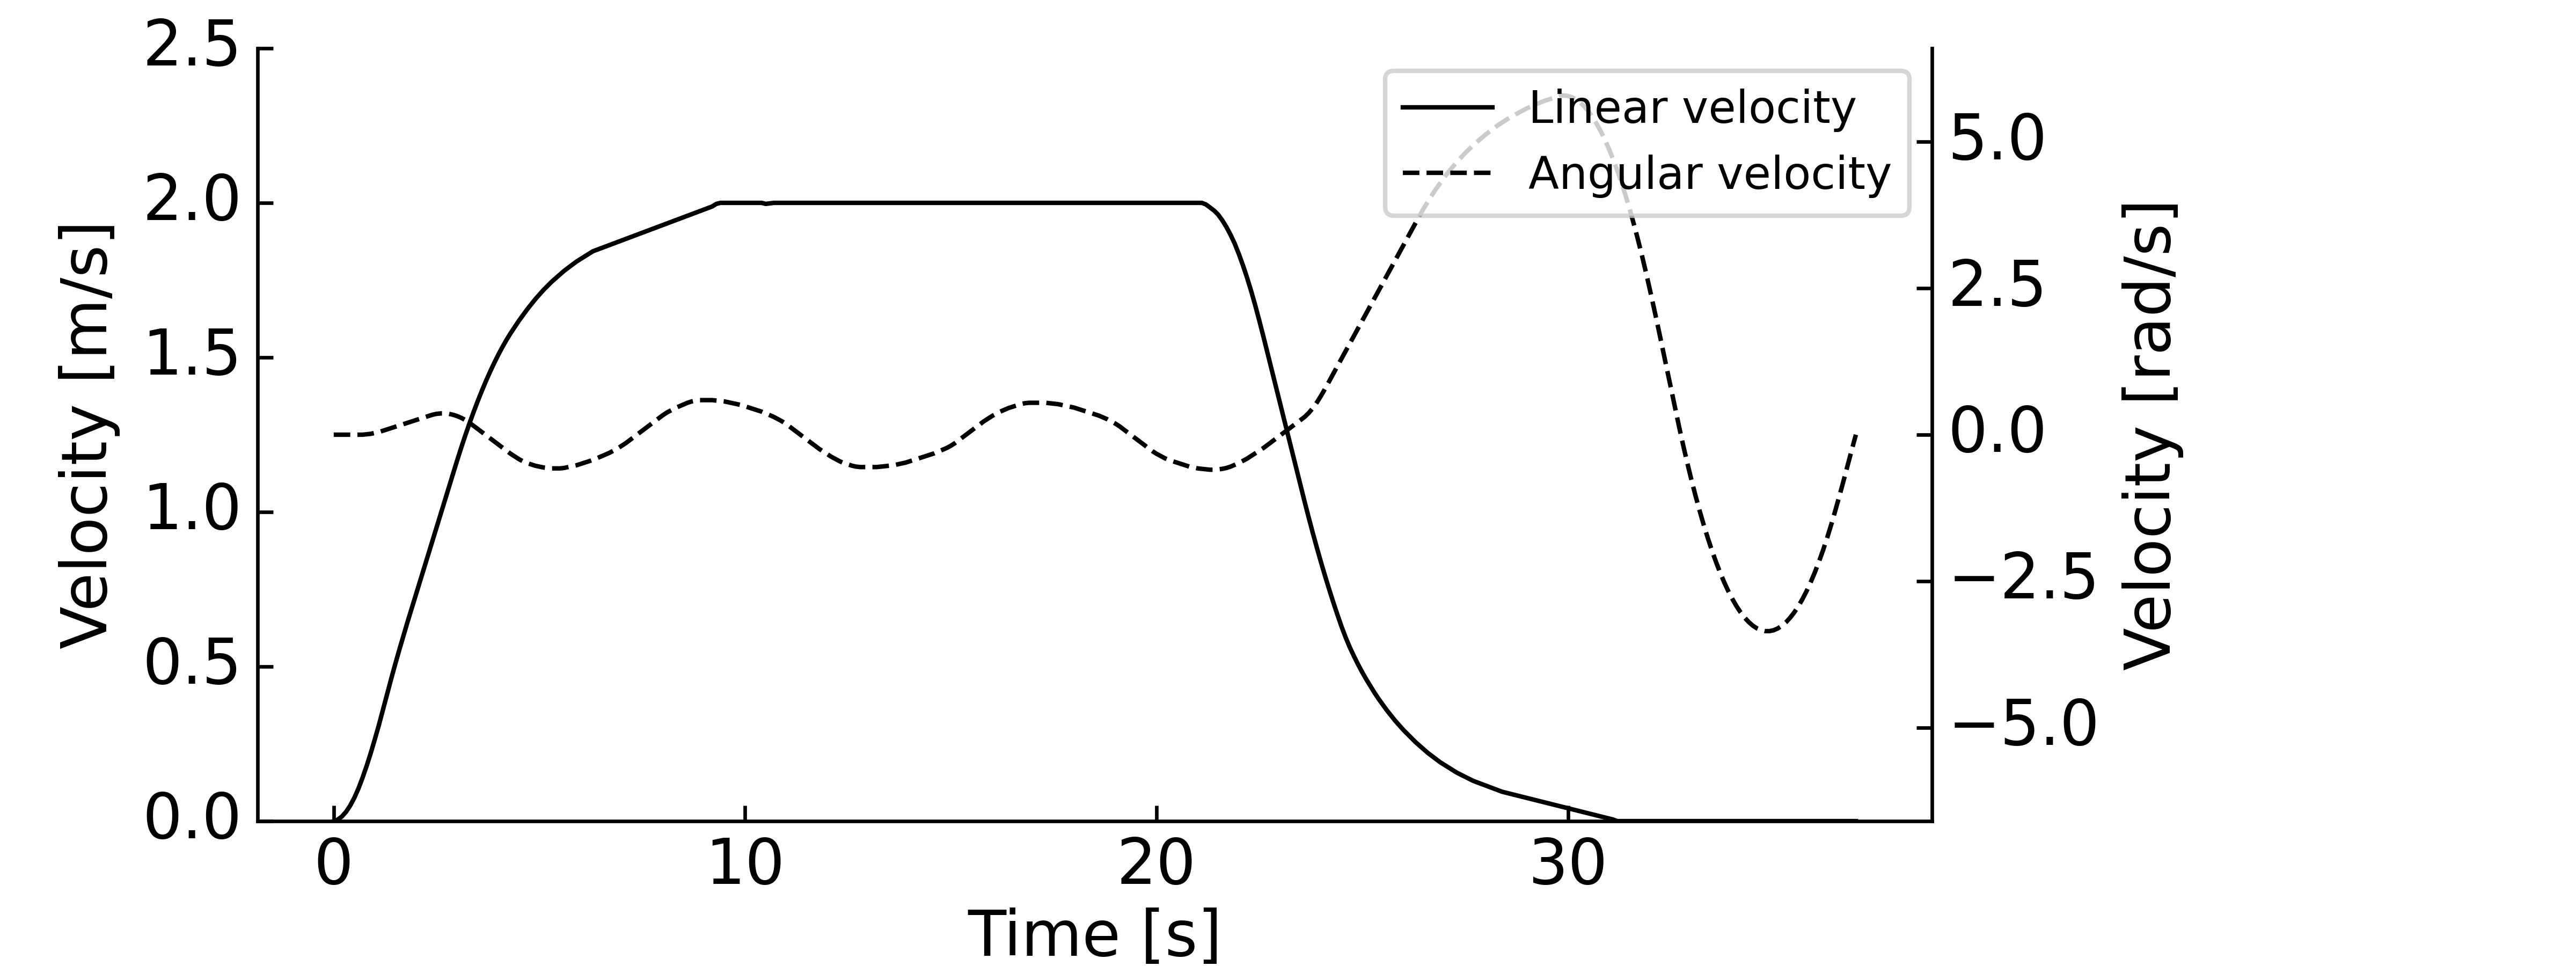 2.5
2.0
1.5
1.0
0.5
0.0
Velocity [m/s]
Linear velocity
Angular velocity
5.0
2.5
0.0
−2.5
−5.0
Velocity [rad/s]
0 10 20 30
Time [s]